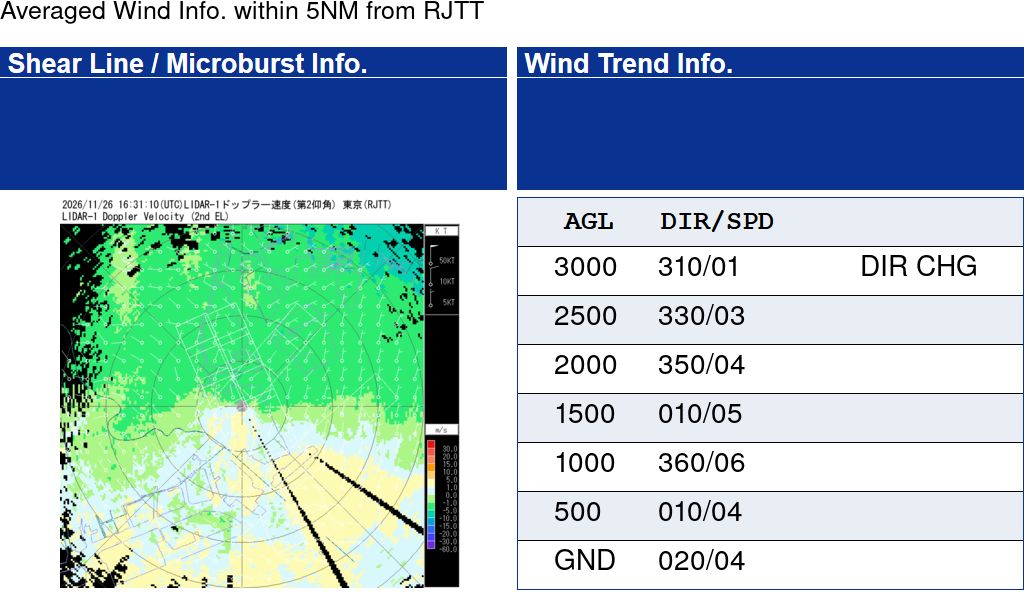 Averaged Wind Info. within 5NM from RJTT
Shear Line / Microburst Info.
Wind Trend Info.
2026/11/26 16:31:10(UTC)LIDAR-1ドップラー速度(第2仰角) 東京(RJTT)
LIDAR-1 Doppler Velocity (2nd EL)
KT
50KT
10KT
5KT
m/s
30.0
20.0
15.0
10.0
5.0
1.0
0.0
-1.0
-5.0
-10.0
-15.0
-20.0
-30.0
-60.0
AGL DIR/SPD
3000 310/01 DIR CHG
2500 330/03
2000 350/04
1500 010/05
1000 360/06
500 010/04
GND 020/04